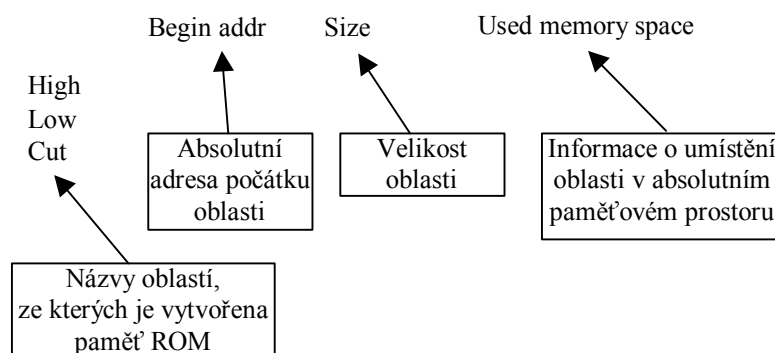 Begin addr
Size
Used memory space
High
Low
Cut
Absolutní
adresa počátku
oblasti
Velikost
oblasti
Informace o umístění
oblasti v absolutním
paměťovém prostoru
Názvy oblastí,
ze kterých je vytvořena
paměť ROM